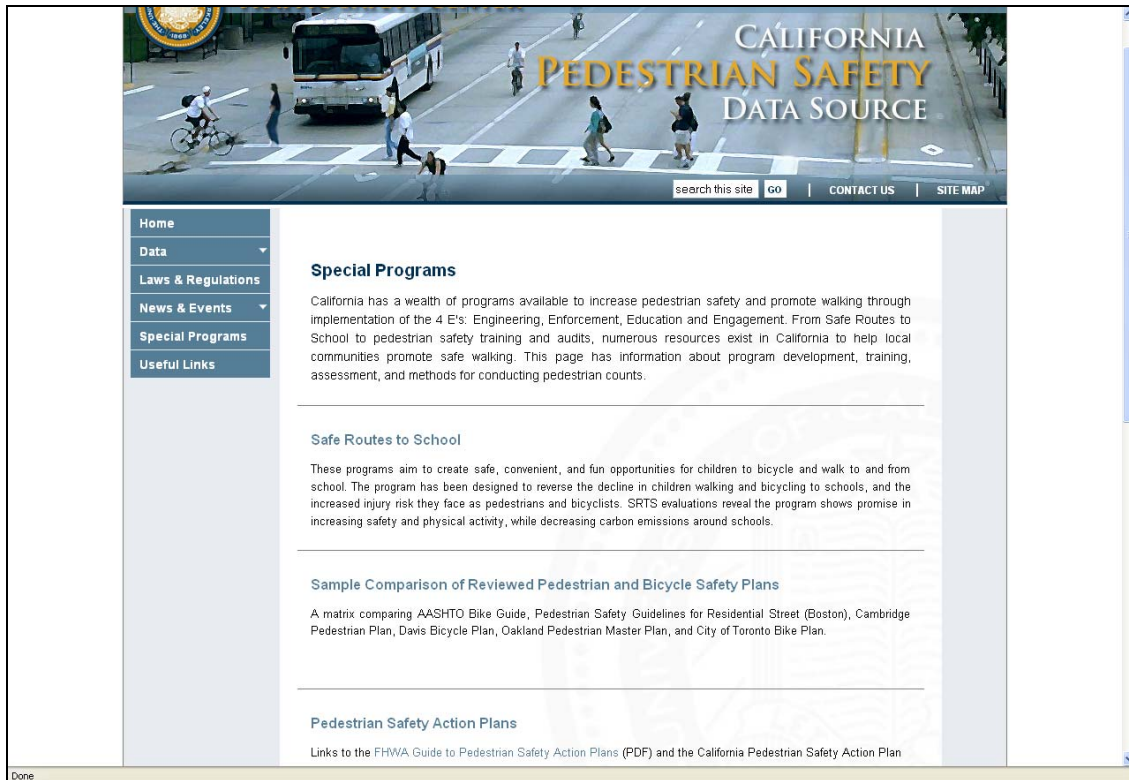 CALIFORNIA
PEDESTRIAN SAFETY
DATA SOURCE
search this site GO | CONTACT US | SITE MAP
Home
Data
Laws & Regulations
News & Events
Special Programs
Useful Links
Special Programs
California has a wealth of programs available to increase pedestrian safety and promote walking through
implementation of the 4 E's: Engineering, Enforcement, Education and Engagement. From Safe Routes to
School to pedestrian safety training and audits, numerous resources exist in California to help local
communities promote safe walking. This page has information about program development, training,
assessment, and methods for conducting pedestrian counts.
Safe Routes to School
These programs aim to create safe, convenient, and fun opportunities for children to bicycle and walk to and from
school. The program has been designed to reverse the decline in children walking and bicycling to schools, and the
increased injury risk they face as pedestrians and bicyclists. SRTS evaluations reveal the program shows promise in
increasing safety and physical activity, while decreasing carbon emissions around schools.
Sample Comparison of Reviewed Pedestrian and Bicycle Safety Plans
A matrix comparing AASHTO Bike Guide, Pedestrian Safety Guidelines for Residential Street (Boston), Cambridge
Pedestrian Plan, Davis Bicycle Plan, Oakland Pedestrian Master Plan, and City of Toronto Bike Plan.
Pedestrian Safety Action Plans
Links to the FHWA Guide to Pedestrian Safety Action Plans (PDF) and the California Pedestrian Safety Action Plan
Done